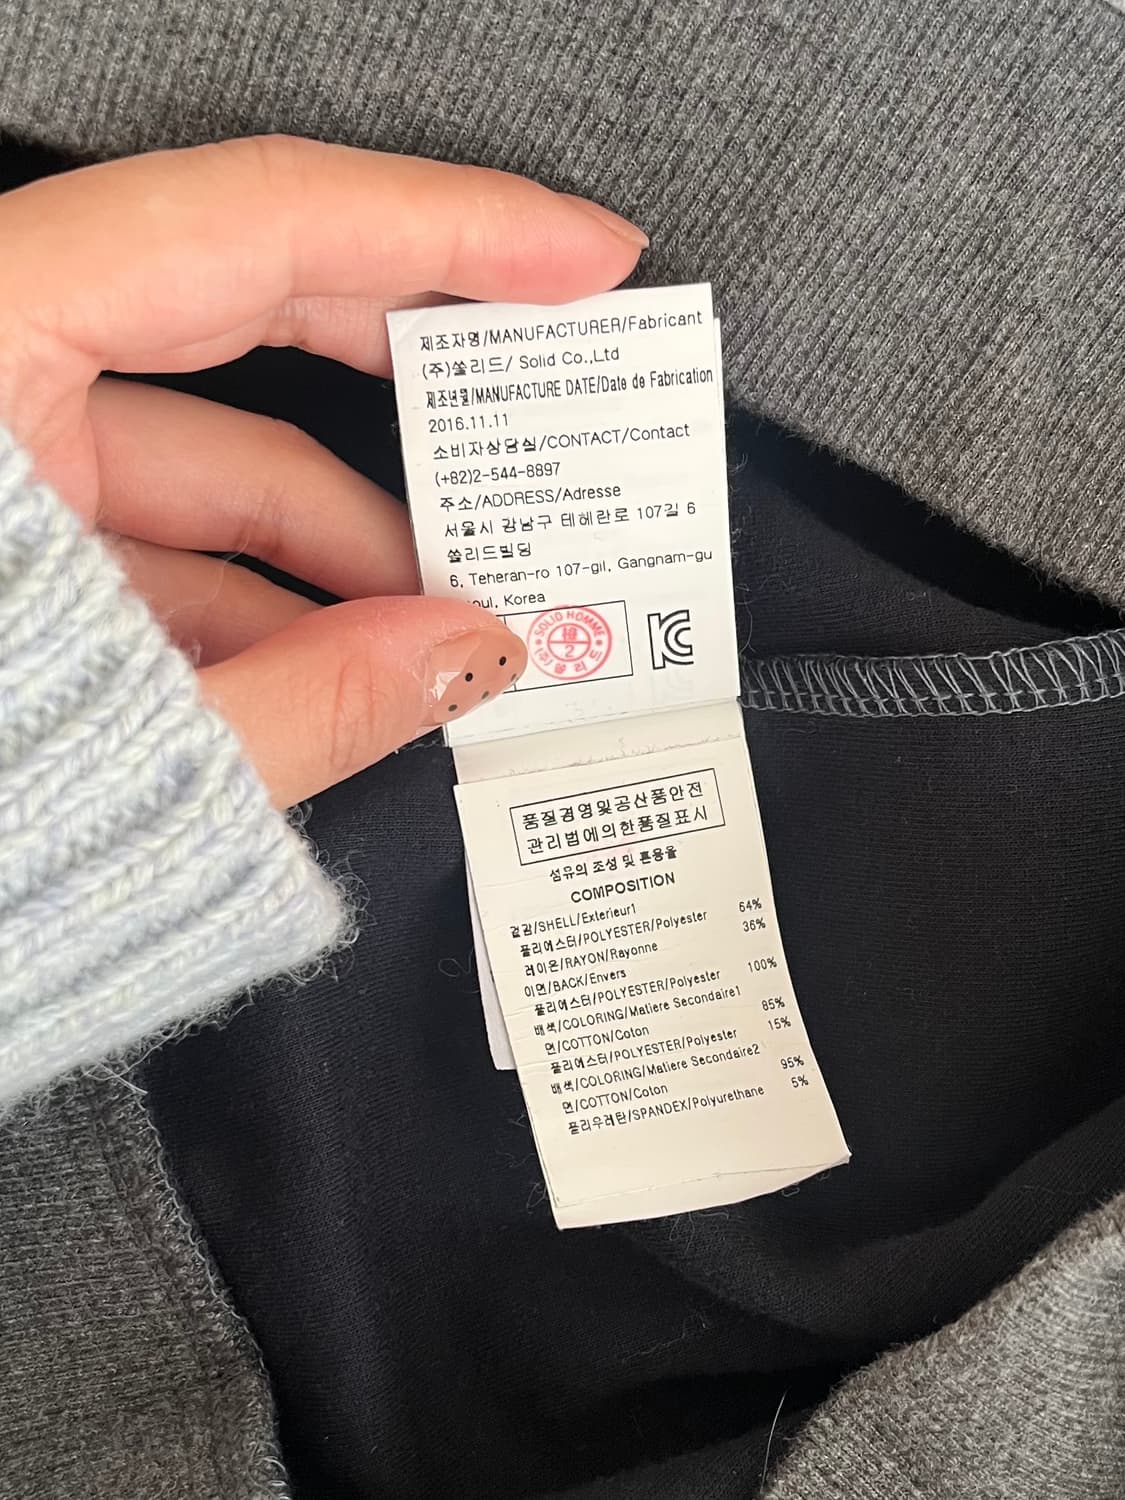 제조자명/MANUFACTURER/Fabricant
(주)쏠리드/ Solid Co.,Ltd
제조년월/MANUFACTURE DATE/Date de Fabrication
2016.11.11
소비자상담실/CONTACT/Contact
(+82)2-544-8897
주소/ADDRESS/Adresse
서울시 강남구 테헤란로 107길 6
쏠리드빌딩
6, Teheran-ro 107-gil, Gangnam-gu
oul, Korea
SOLID HOMME
검
2
(주)쏠리드
KC
품질경영및공산품안전
관리법에의한품질표시
섬유의 조성 및 혼용율
COMPOSITION
겉감/SHELL/Exterieur1
폴리에스터/POLYESTER/Polyester 64%
레이온/RAYON/Rayonne 36%
이면/BACK/Envers
폴리에스터/POLYESTER/Polyester 100%
배색/COLORING/Matiere Secondaire1
면/COTTON/Coton 85%
폴리에스터/POLYESTER/Polyester 15%
배색/COLORING/Matiere Secondaire2
면/COTTON/Coton 95%
폴리우레탄/SPANDEX/Polyurethane 5%